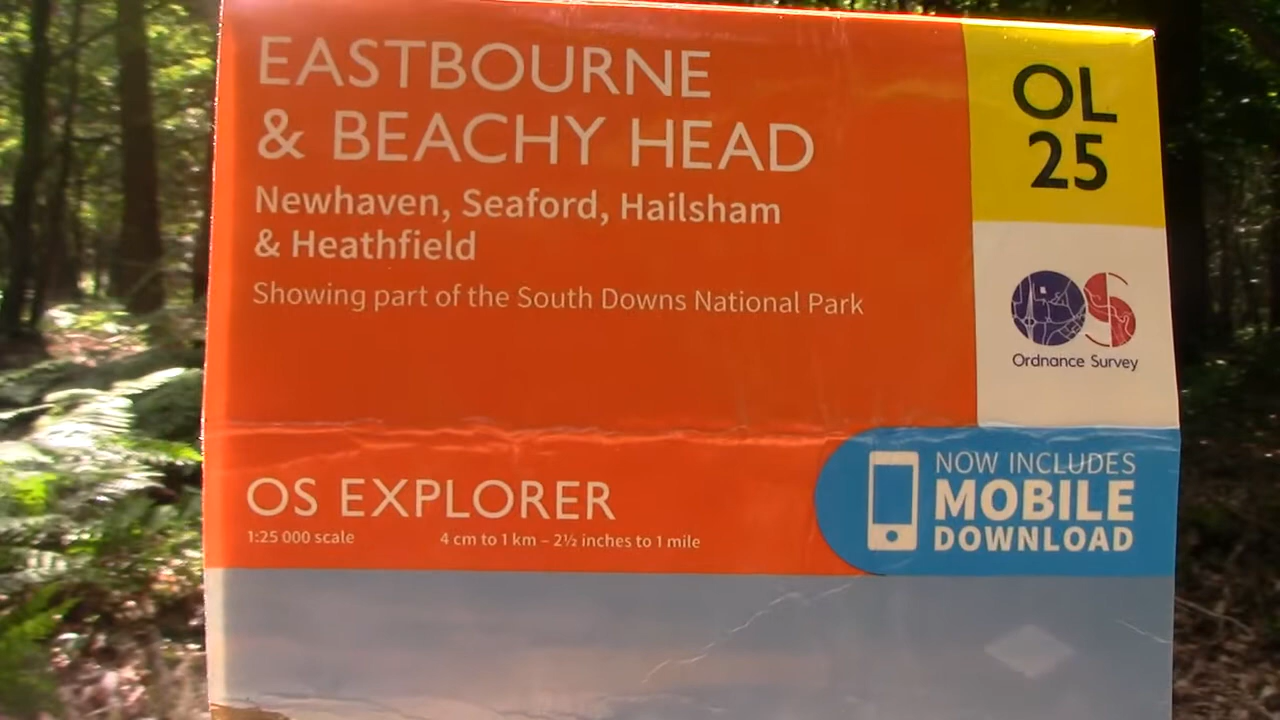 EASTBOURNE
& BEACHY HEAD
Newhaven, Seaford, Hailsham
& Heathfield
Showing part of the South Downs National Park
OL
25
OS
Ordnance Survey
OS EXPLORER
1:25 000 scale
4 cm to 1 km – 2½ inches to 1 mile
NOW INCLUDES
MOBILE
DOWNLOAD